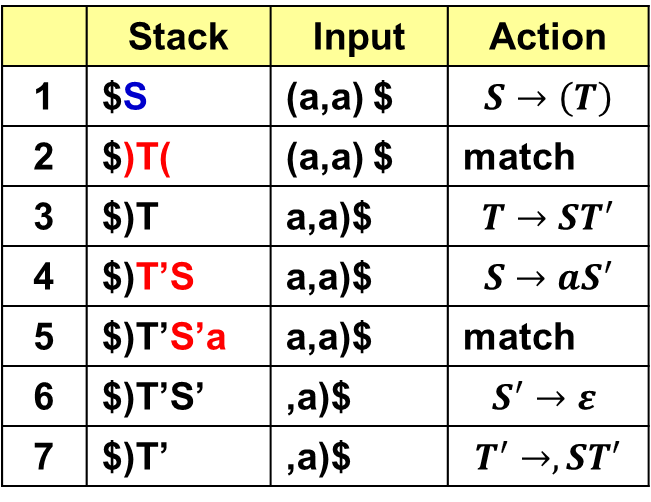 Stack Input Action
1 $S (a,a) $ S → (T)
2 $)T( (a,a) $ match
3 $)T a,a)$ T → ST′
4 $)T’S a,a)$ S → aS′
5 $)T’S’a a,a)$ match
6 $)T’S’ ,a)$ S′ → ε
7 $)T’ ,a)$ T′ →, ST′